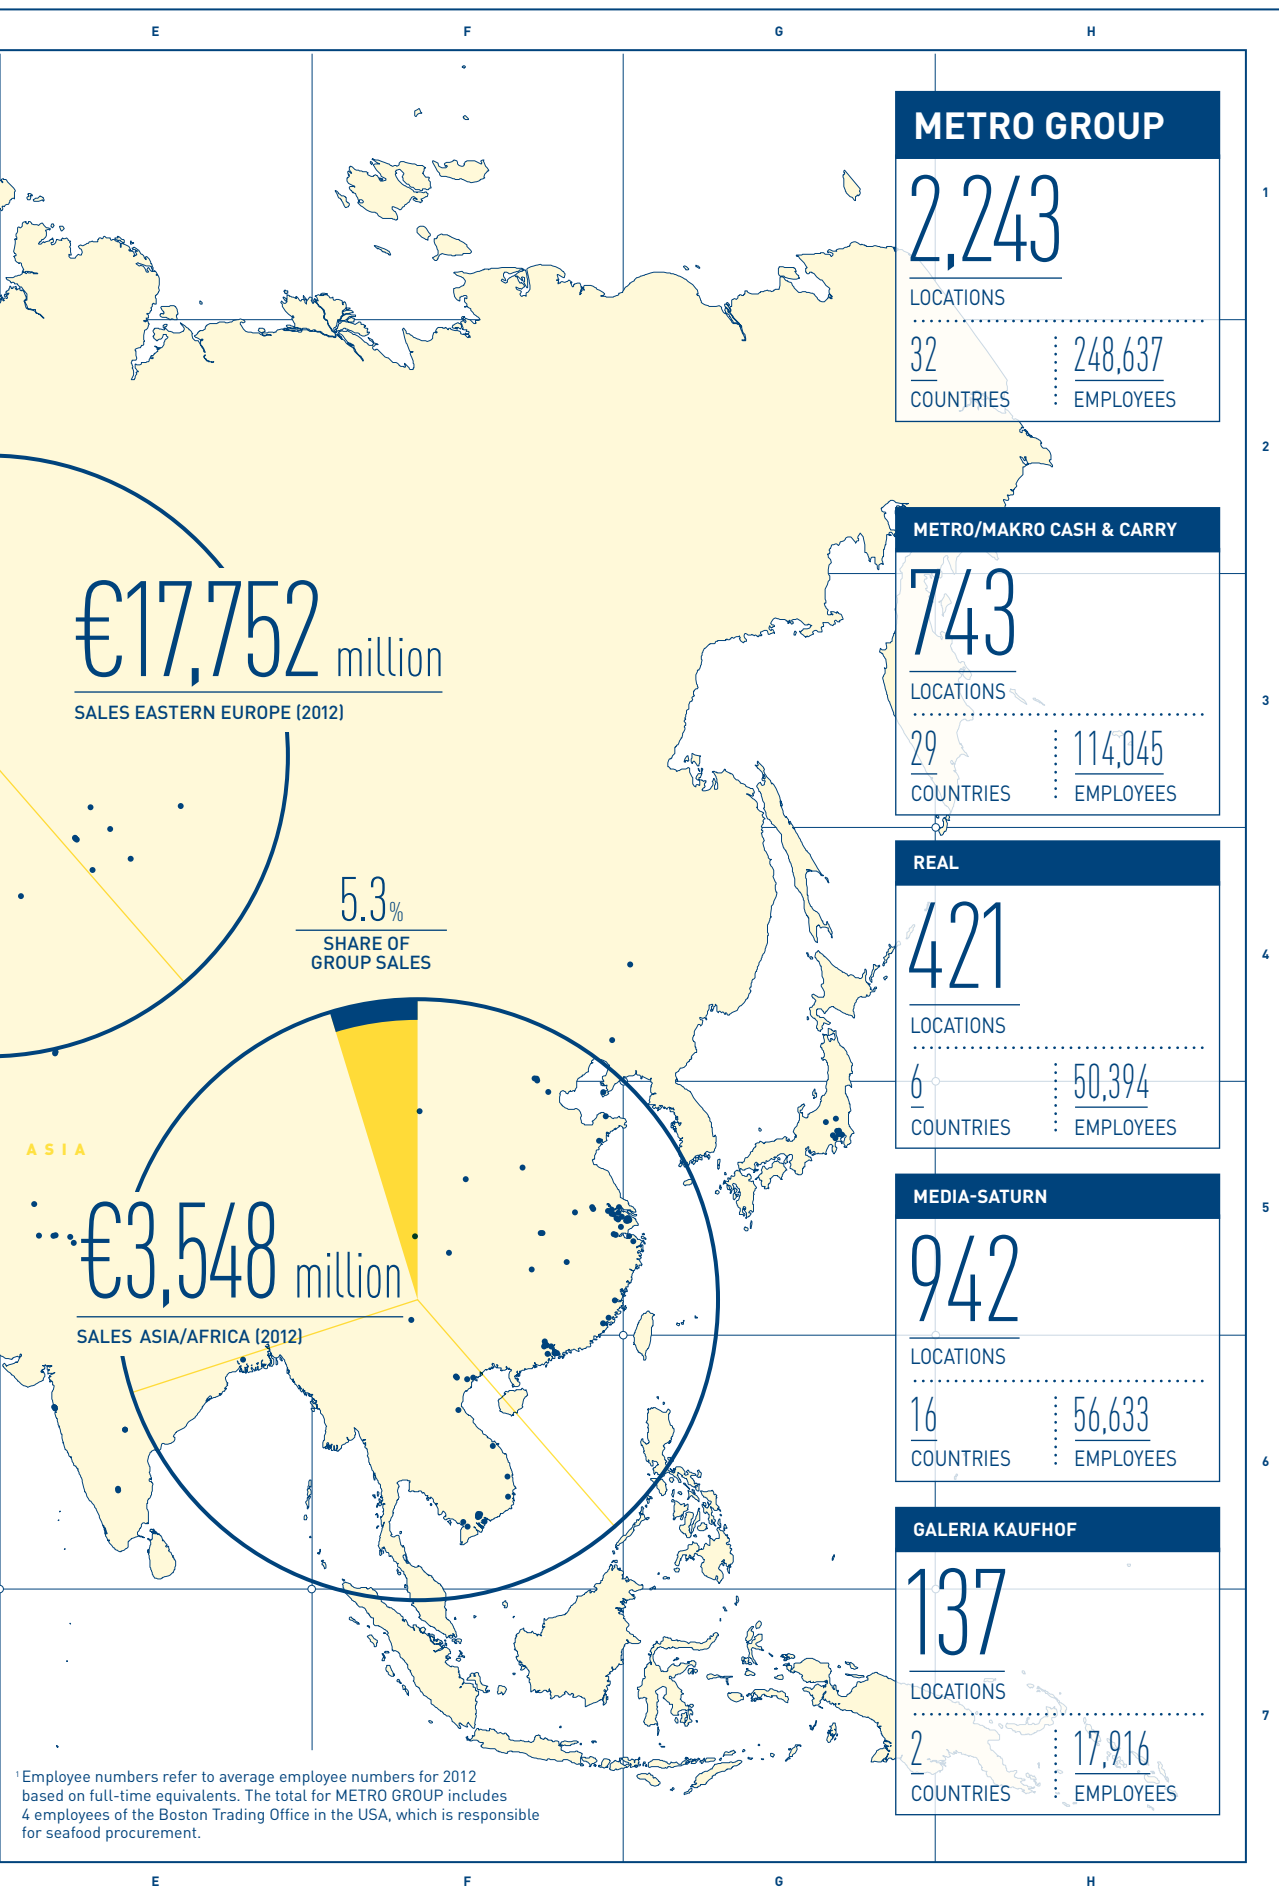 E F G H
METRO GROUP
2,243
LOCATIONS
32
COUNTRIES
248,637
EMPLOYEES
1
2
METRO/MAKRO CASH & CARRY
743
LOCATIONS
29
COUNTRIES
114,045
EMPLOYEES
€17,752 million
SALES EASTERN EUROPE (2012)
3
5.3%
SHARE OF
GROUP SALES
REAL
421
LOCATIONS
6
COUNTRIES
50,394
EMPLOYEES
4
ASIA
€3,548 million
SALES ASIA/AFRICA (2012)
MEDIA-SATURN
942
LOCATIONS
16
COUNTRIES
56,633
EMPLOYEES
5
6
GALERIA KAUFHOF
137
LOCATIONS
2
COUNTRIES
17,916
EMPLOYEES
7
1 Employee numbers refer to average employee numbers for 2012
based on full-time equivalents. The total for METRO GROUP includes
4 employees of the Boston Trading Office in the USA, which is responsible
for seafood procurement.
E F G H